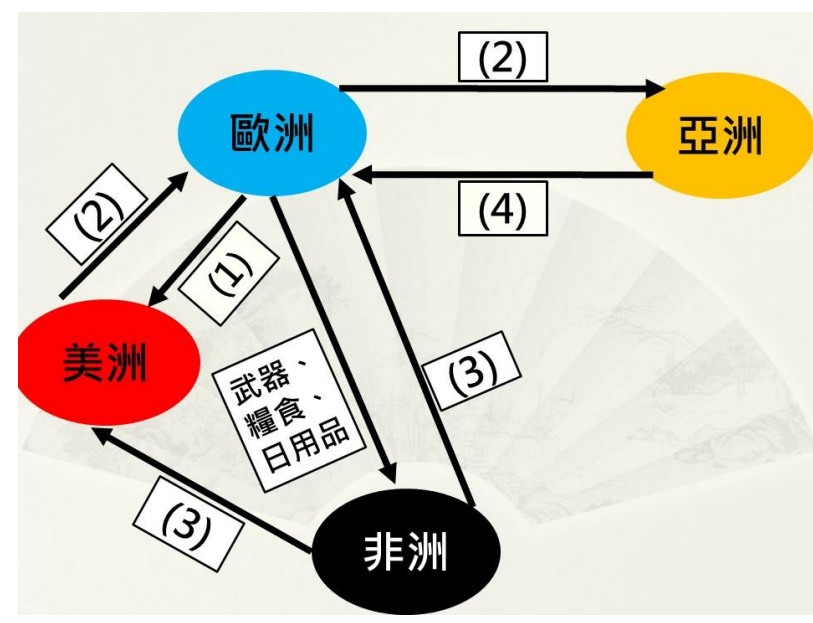 (2)
歐洲
亞洲
(4)
(2)
(1)
美洲
武器、
糧食、
日用品
(3)
(3)
非洲